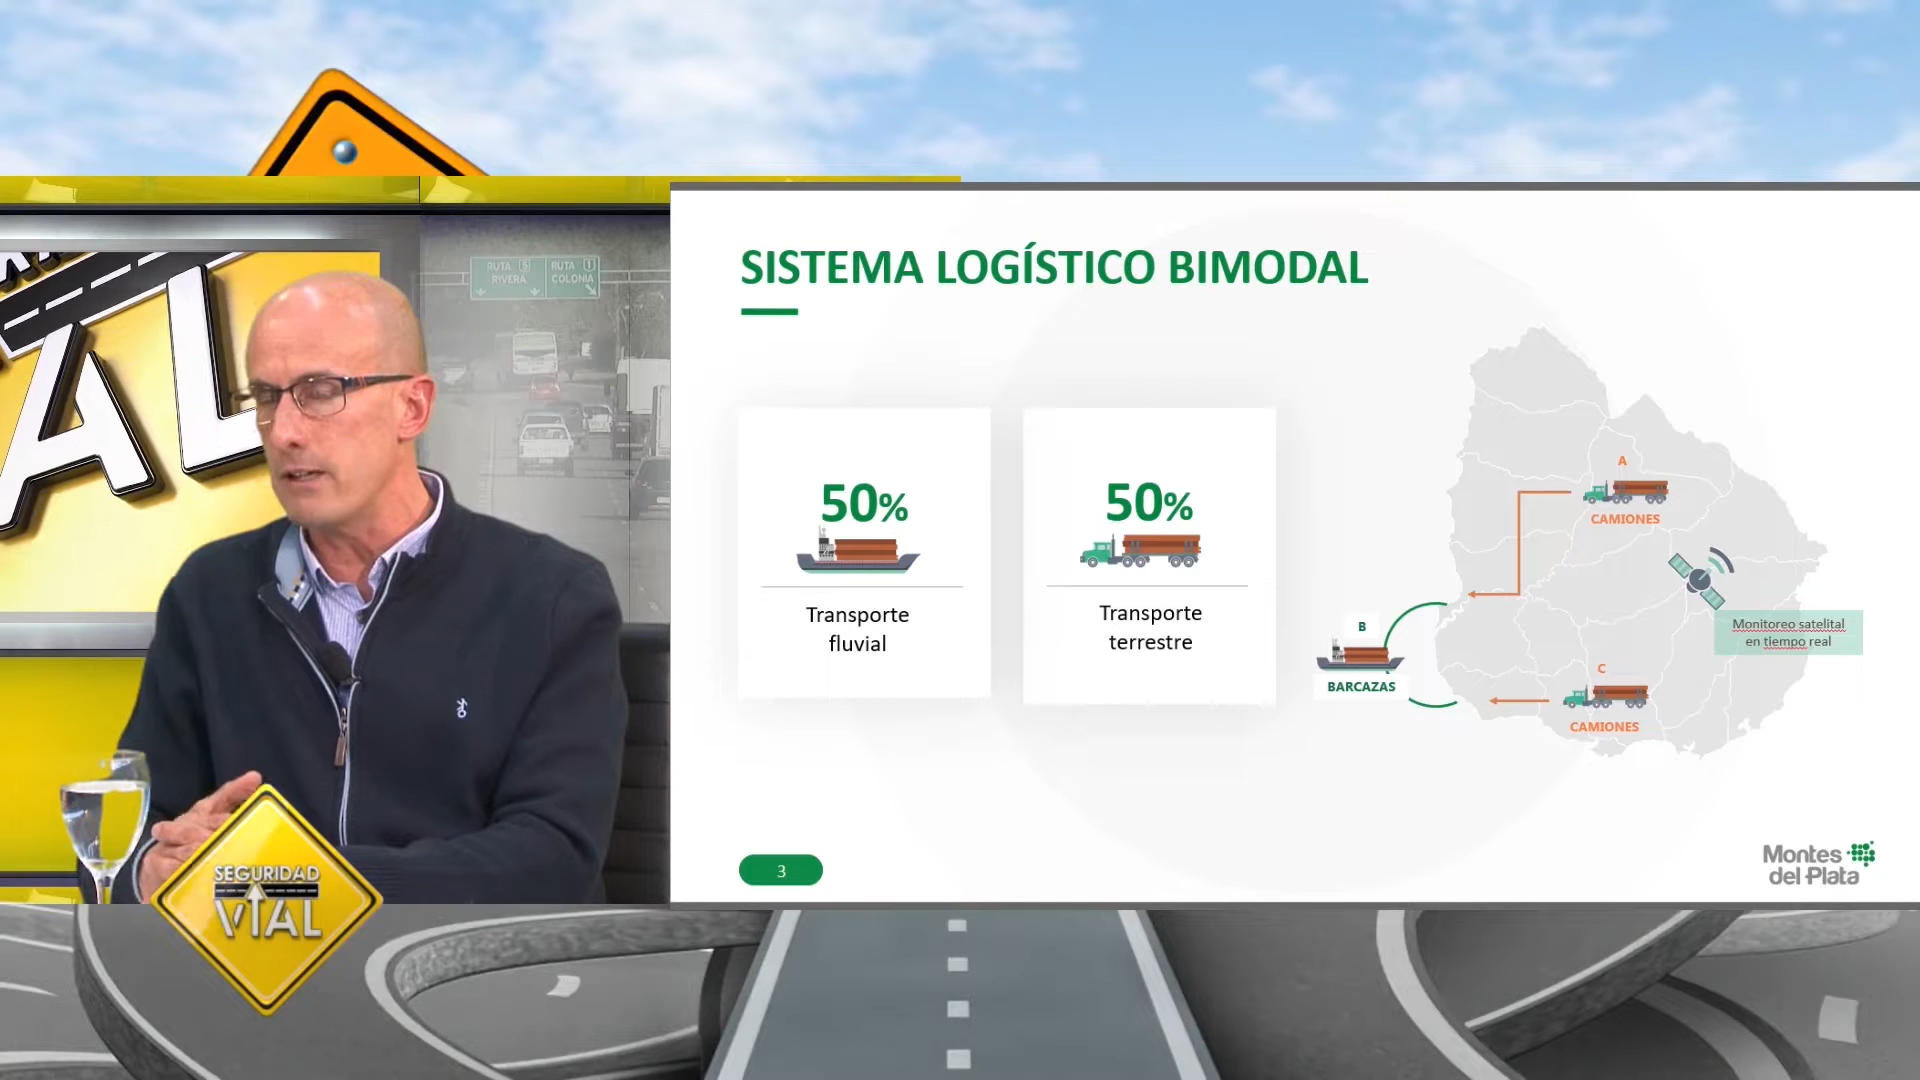 RUTA 5
RIVERA
RUTA 1
COLONIA
AL
SISTEMA LOGÍSTICO BIMODAL
50%
Transporte
fluvial
50%
Transporte
terrestre
A
CAMIONES
B
BARCAZAS
C
CAMIONES
Monitoreo satelital
en tiempo real
3
Montes
del Plata
SEGURIDAD
VIAL